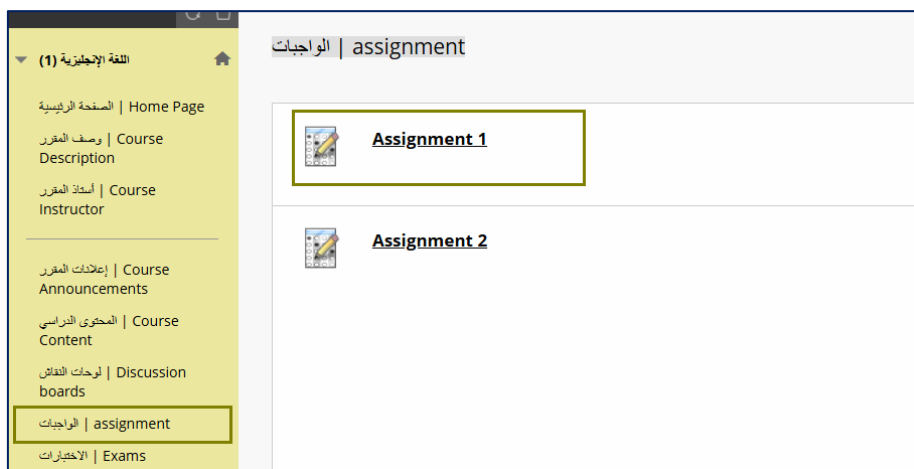 اللغة الإنجليزية (1)
الصفحة الرئيسية | Home Page
وصف المقرر | Course
Description
أستاذ المقرر | Course
Instructor
إعلانات المقرر | Course
Announcements
المحتوى الدراسي | Course
Content
لوحات النقاش | Discussion
boards
الواجبات | assignment
الاختبارات | Exams
الواجبات | assignment
Assignment 1
Assignment 2